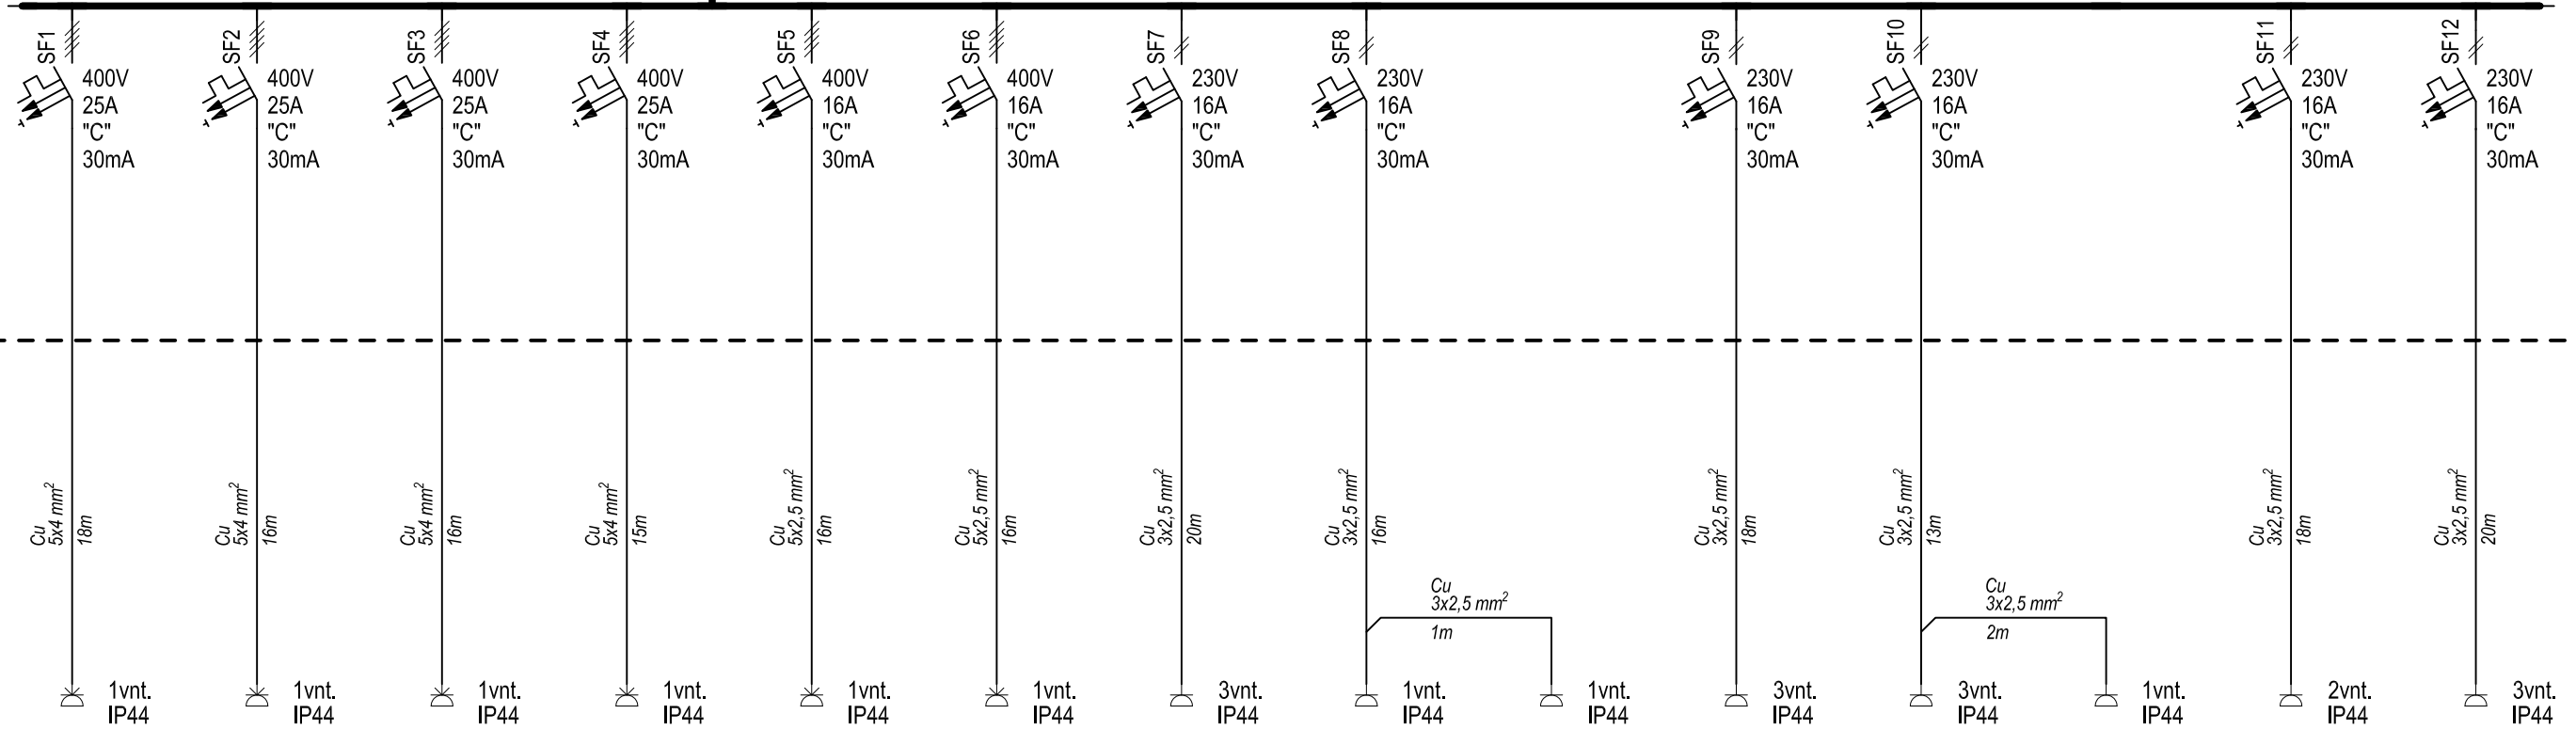 SF1
400V
25A
"C"
30mA
SF2
400V
25A
"C"
30mA
SF3
400V
25A
"C"
30mA
SF4
400V
25A
"C"
30mA
SF5
400V
16A
"C"
30mA
SF6
400V
16A
"C"
30mA
SF7
230V
16A
"C"
30mA
SF8
230V
16A
"C"
30mA
SF9
230V
16A
"C"
30mA
SF10
230V
16A
"C"
30mA
SF11
230V
16A
"C"
30mA
SF12
230V
16A
"C"
30mA
Cu
5x4 mm²
18m
Cu
5x4 mm²
16m
Cu
5x4 mm²
16m
Cu
5x4 mm²
15m
Cu
5x2,5 mm²
16m
Cu
5x2,5 mm²
16m
Cu
3x2,5 mm²
20m
Cu
3x2,5 mm²
16m
Cu
3x2,5 mm²
18m
Cu
3x2,5 mm²
13m
Cu
3x2,5 mm²
18m
Cu
3x2,5 mm²
20m
Cu
3x2,5 mm²
1m
Cu
3x2,5 mm²
2m
1vnt.
IP44
1vnt.
IP44
1vnt.
IP44
1vnt.
IP44
1vnt.
IP44
1vnt.
IP44
3vnt.
IP44
1vnt.
IP44
1vnt.
IP44
3vnt.
IP44
3vnt.
IP44
1vnt.
IP44
2vnt.
IP44
3vnt.
IP44